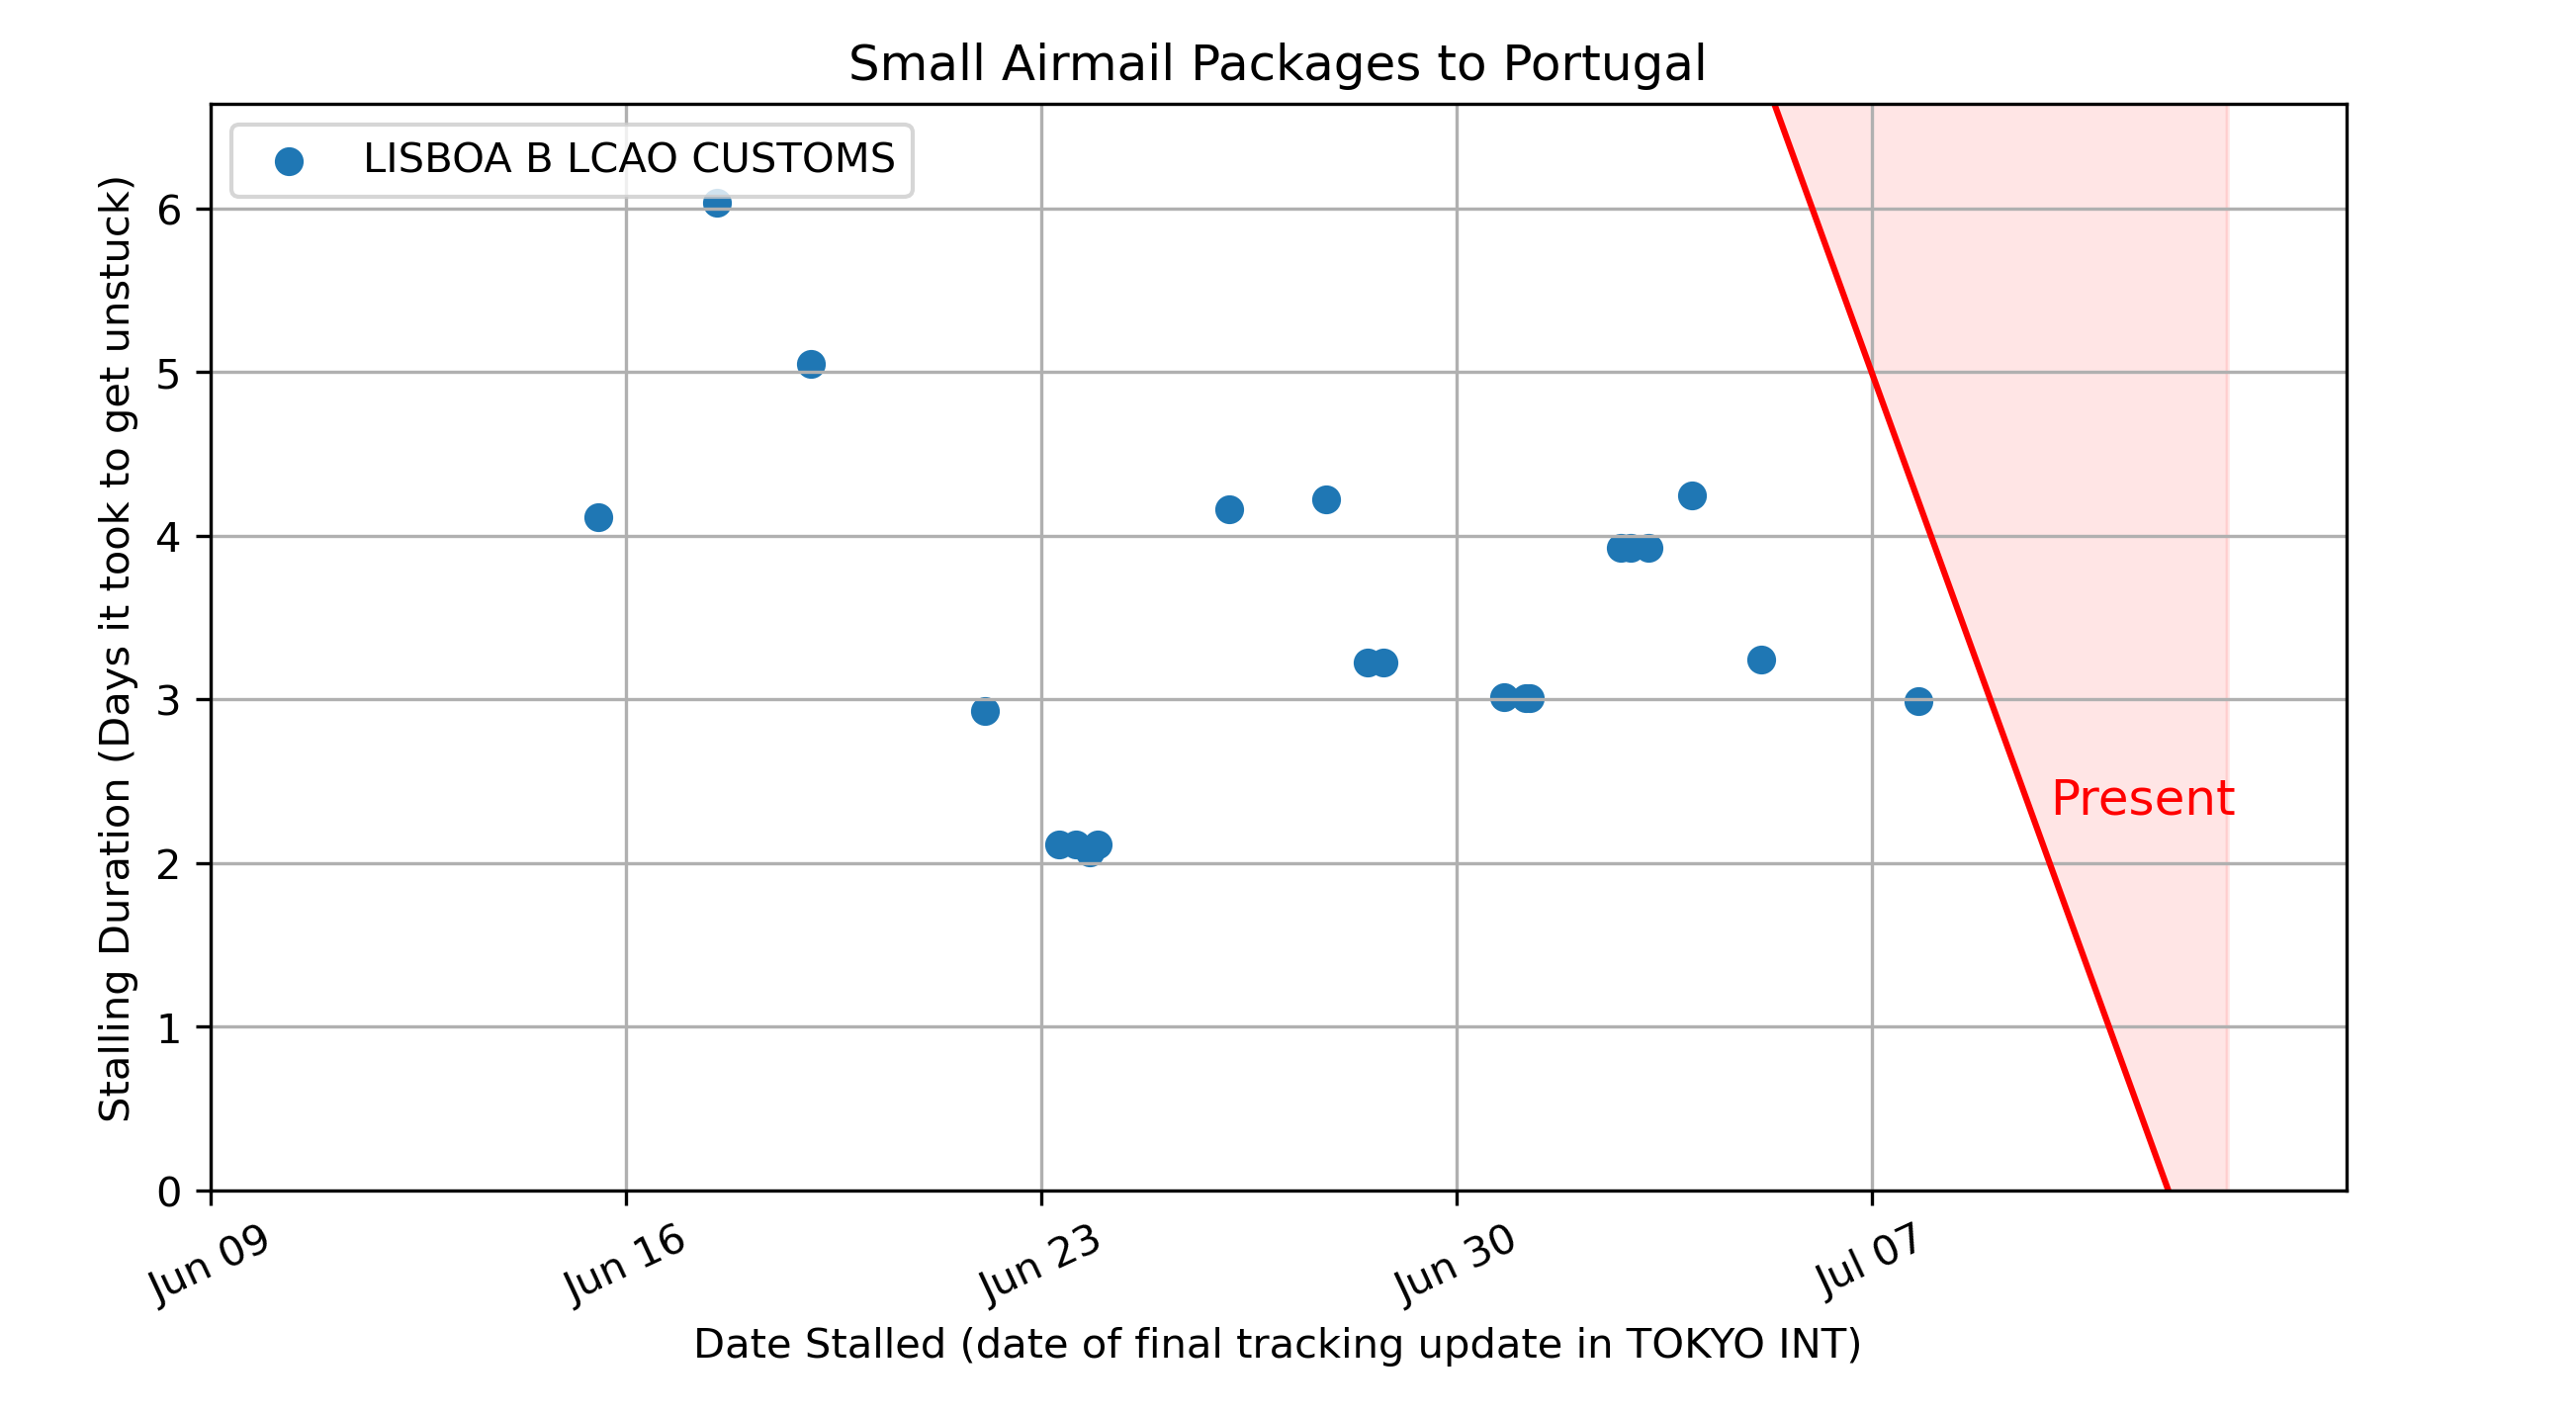 Small Airmail Packages to Portugal
LISBOA B LCAO CUSTOMS
Stalling Duration (Days it took to get unstuck)
6
5
4
3
2
1
0
Present
Jun 09
Jun 16
Jun 23
Jun 30
Jul 07
Date Stalled (date of final tracking update in TOKYO INT)